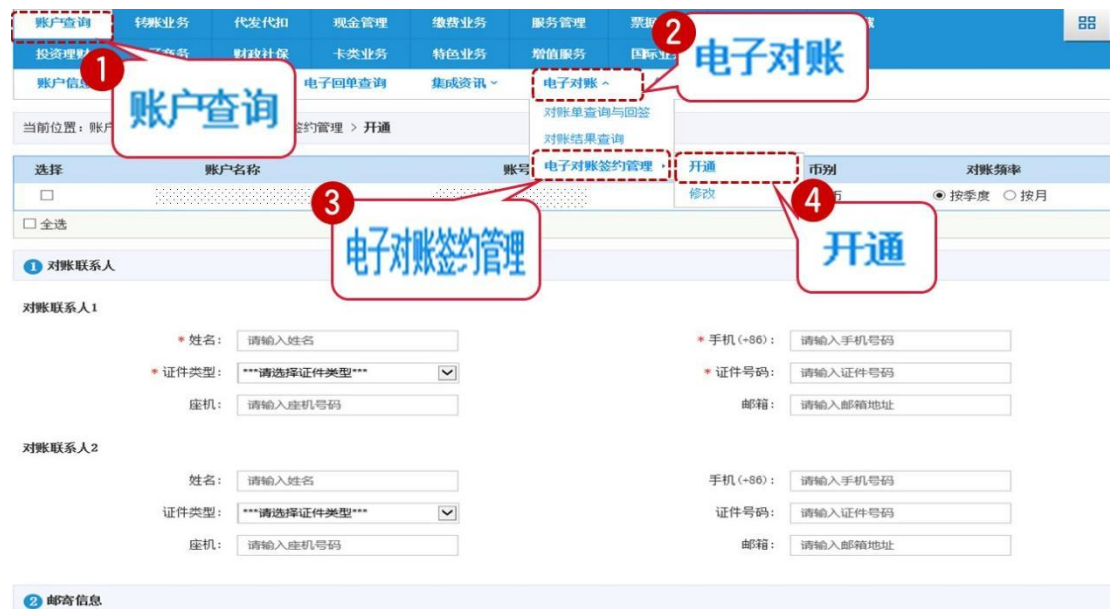 账户查询 转账业务 代发代扣 现金管理 缴费业务 服务管理
投资理财 财政社保 卡类业务 特色业务 增值服务
1 账户查询
2 电子对账
电子回单查询 集成资讯 电子对账
对账单查询与回签
当前位置: 签约管理 > 开通
对账结果查询
选择 账户名称 账号 电子对账签约管理 开通 币别 对账频率
修改 按季度 按月
3 电子对账签约管理
4 开通
全选
1 对账联系人
对账联系人1
* 姓名: 请输入姓名 * 手机(+86): 请输入手机号码
* 证件类型: ***请选择证件类型*** * 证件号码: 请输入证件号码
座机: 请输入座机号码 邮箱: 请输入邮箱地址
对账联系人2
姓名: 请输入姓名 手机(+86): 请输入手机号码
证件类型: ***请选择证件类型*** 证件号码: 请输入证件号码
座机: 请输入座机号码 邮箱: 请输入邮箱地址
2 邮寄信息